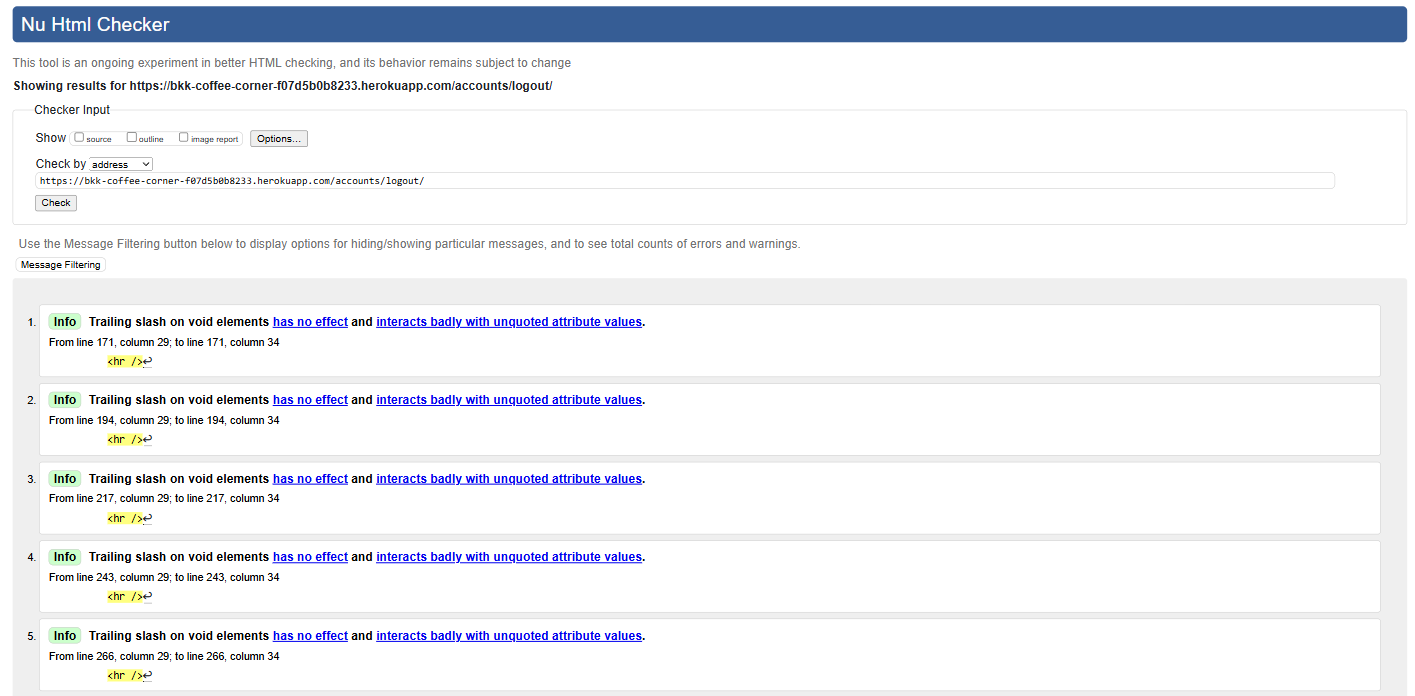 Nu Html Checker
This tool is an ongoing experiment in better HTML checking, and its behavior remains subject to change
Showing results for https://bkk-coffee-corner-f07d5b0b8233.herokuapp.com/accounts/logout/
Checker Input
Show source outline image report Options...
Check by address
https://bkk-coffee-corner-f07d5b0b8233.herokuapp.com/accounts/logout/
Check
Use the Message Filtering button below to display options for hiding/showing particular messages, and to see total counts of errors and warnings.
Message Filtering
1. Info Trailing slash on void elements has no effect and interacts badly with unquoted attribute values.
From line 171, column 29; to line 171, column 34
<hr />↩
2. Info Trailing slash on void elements has no effect and interacts badly with unquoted attribute values.
From line 194, column 29; to line 194, column 34
<hr />↩
3. Info Trailing slash on void elements has no effect and interacts badly with unquoted attribute values.
From line 217, column 29; to line 217, column 34
<hr />↩
4. Info Trailing slash on void elements has no effect and interacts badly with unquoted attribute values.
From line 243, column 29; to line 243, column 34
<hr />↩
5. Info Trailing slash on void elements has no effect and interacts badly with unquoted attribute values.
From line 266, column 29; to line 266, column 34
<hr />↩